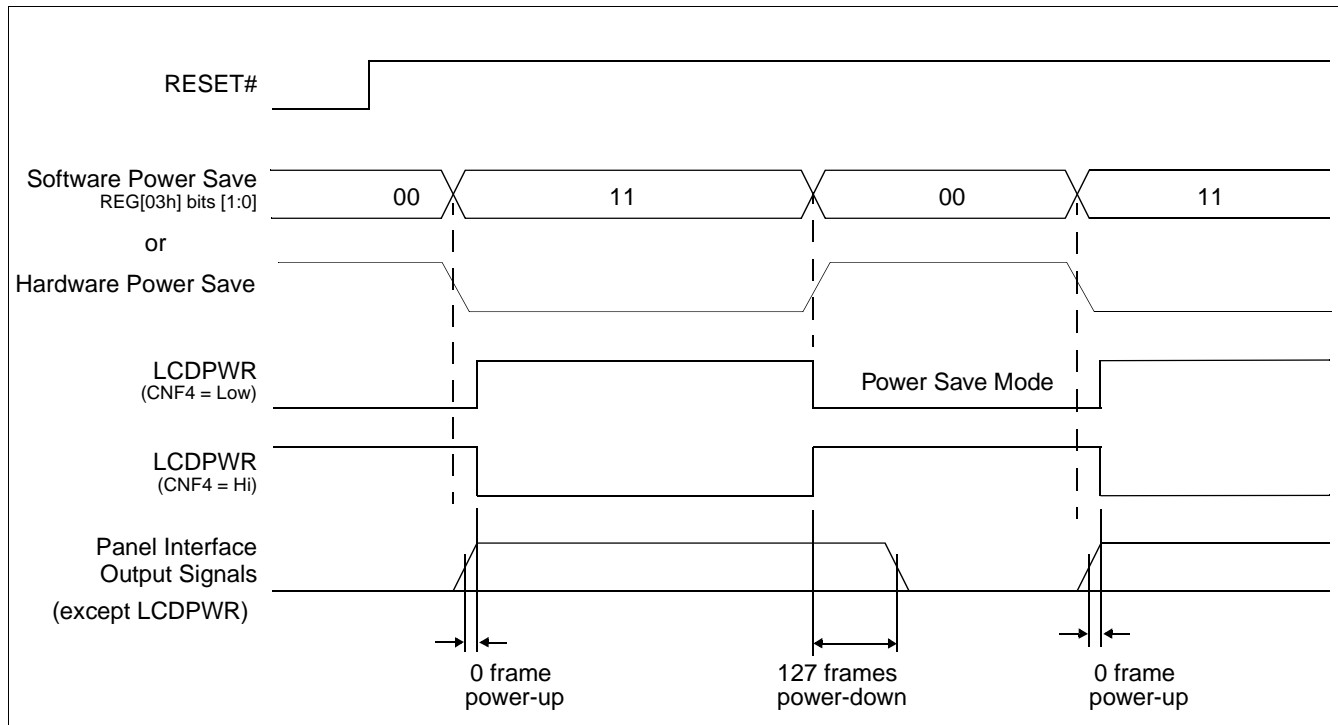 RESET#
Software Power Save
REG[03h] bits [1:0]
00
11
00
11
or
Hardware Power Save
LCDPWR
(CNF4 = Low)
Power Save Mode
LCDPWR
(CNF4 = Hi)
Panel Interface
Output Signals
(except LCDPWR)
0 frame
power-up
127 frames
power-down
0 frame
power-up